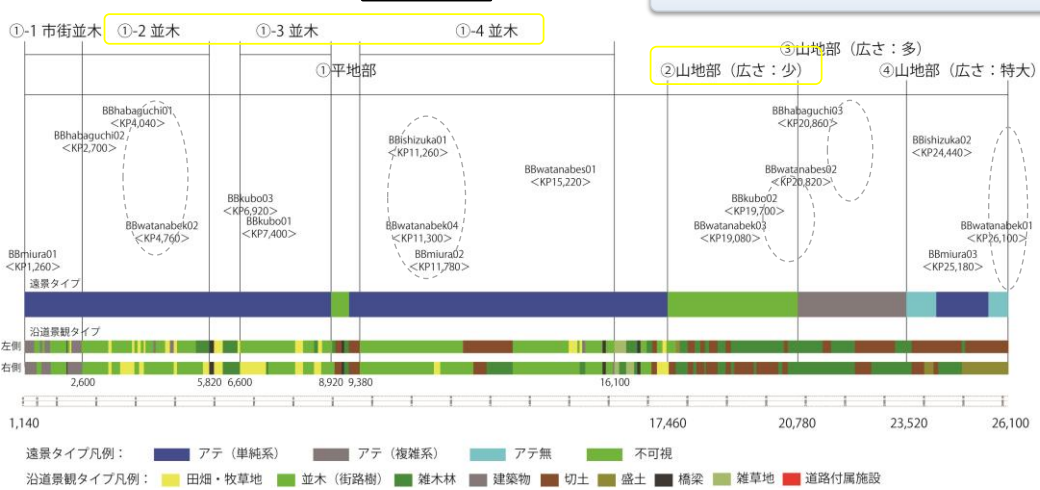 ①-1 市街並木 ①-2 並木 ①-3 並木 ①-4 並木
③山地部（広さ：多）
①平地部 ②山地部（広さ：少） ④山地部（広さ：特大）
BBhabaguchi01
<KP4,040>
BBhabaguchi02
<KP2,700>
BBhabaguchi03
<KP20,860>
BBishizuka01
<KP11,260>
BBishizuka02
<KP24,440>
BBwatanabes01
<KP15,220>
BBwatanabes02
<KP20,820>
BBkubo03
<KP6,920>
BBkubo01
<KP7,400>
BBkubo02
<KP19,700>
BBwatanabek02
<KP4,760>
BBwatanabek04
<KP11,300>
BBwatanabek03
<KP19,080>
BBwatanabek01
<KP26,100>
BBmiura01
<KP1,260>
BBmiura02
<KP11,780>
BBmiura03
<KP25,180>
遠景タイプ
沿道景観タイプ
左側
右側
2,600 5,820 6,600 8,920 9,380 16,100
1,140 17,460 20,780 23,520 26,100
遠景タイプ凡例： アテ（単純系） アテ（複雑系） アテ無 不可視
沿道景観タイプ凡例： 田畑・牧草地 並木（街路樹） 雑木林 建築物 切土 盛土 橋梁 雑草地 道路付属施設